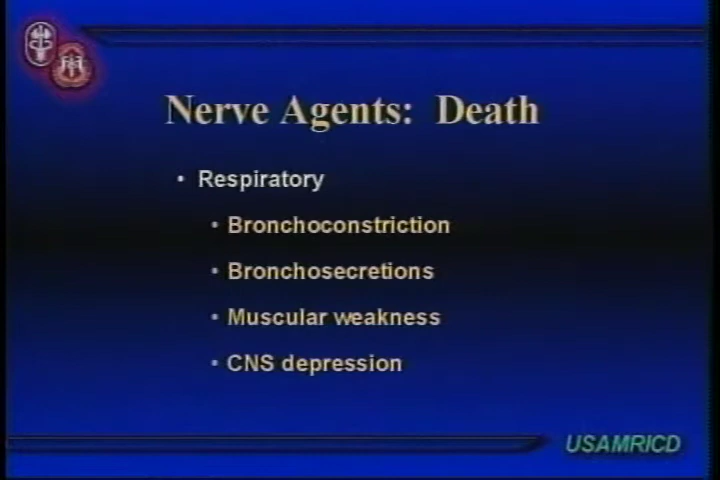 Nerve Agents: Death
• Respiratory
• Bronchoconstriction
• Bronchosecretions
• Muscular weakness
• CNS depression
USAMRICD